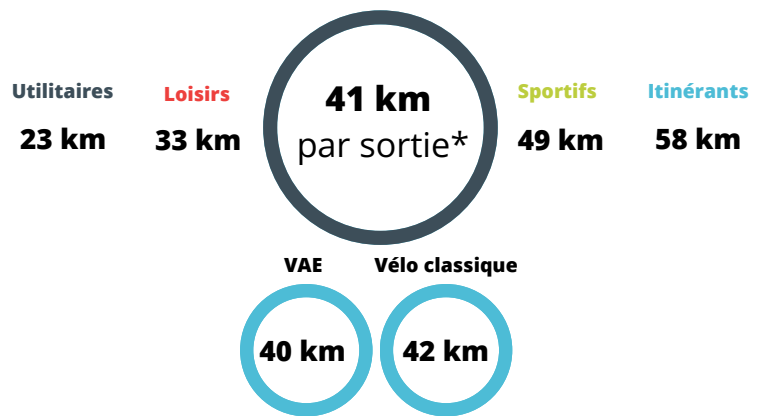 Utilitaires
23 km
Loisirs
33 km
41 km
par sortie*
Sportifs
49 km
Itinérants
58 km
VAE
40 km
Vélo classique
42 km